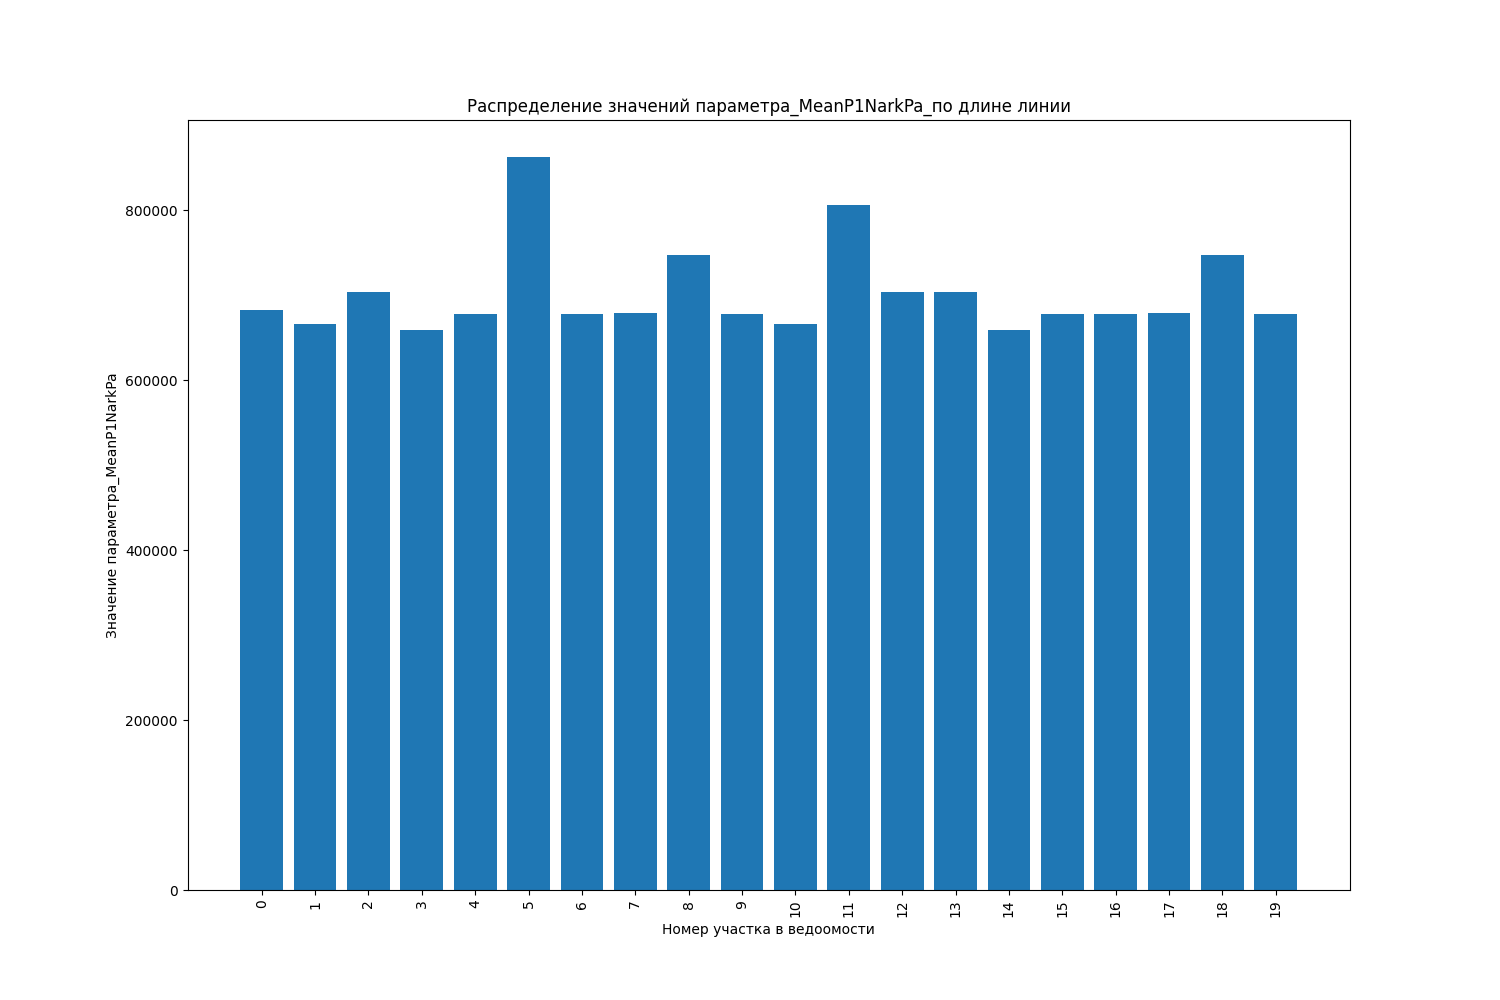 Распределение значений параметра_MeanP1NarkPa_по длине линии
Значение параметра_MeanP1NarkPa
800000
600000
400000
200000
0
0 1 2 3 4 5 6 7 8 9 10 11 12 13 14 15 16 17 18 19
Номер участка в ведоомости